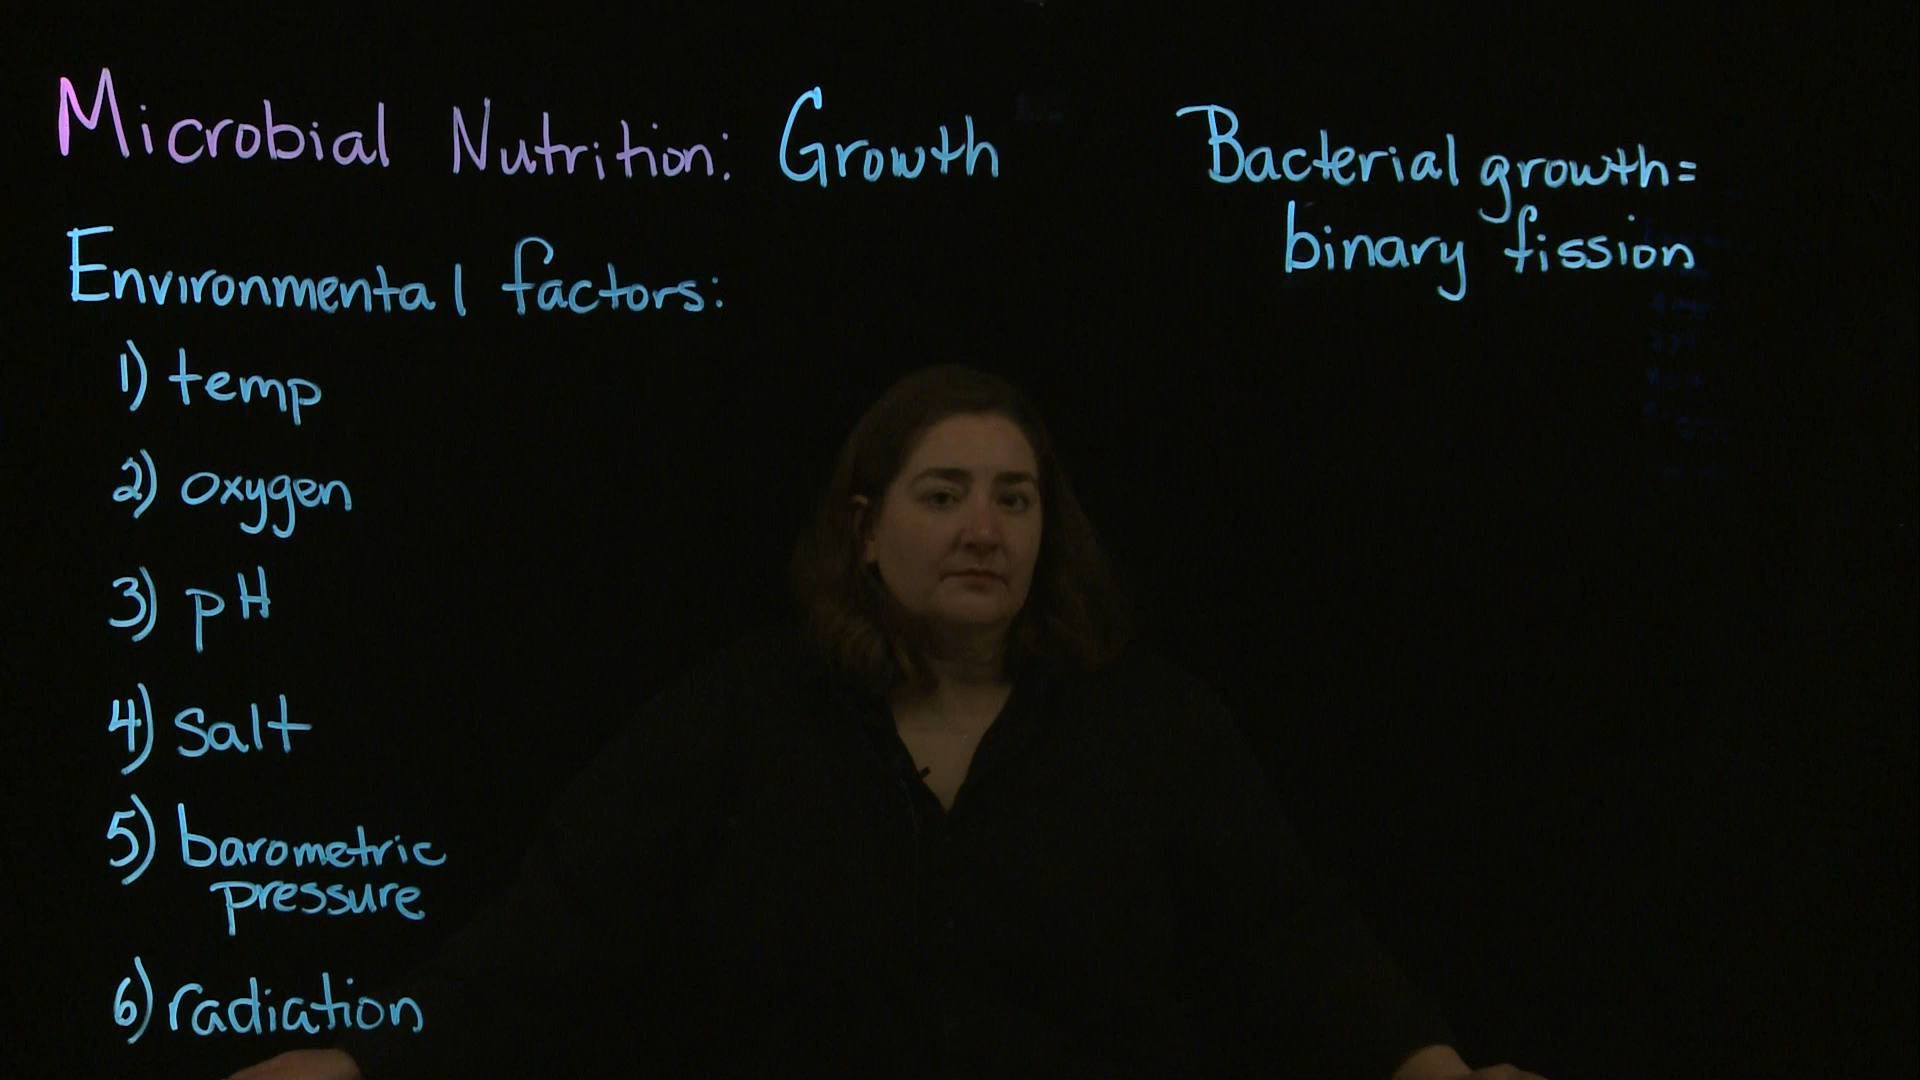 Microbial Nutrition: Growth
Environmental factors:
1) temp
2) oxygen
3) pH
4) salt
5) barometric
pressure
6) radiation
Bacterial growth=
binary fission